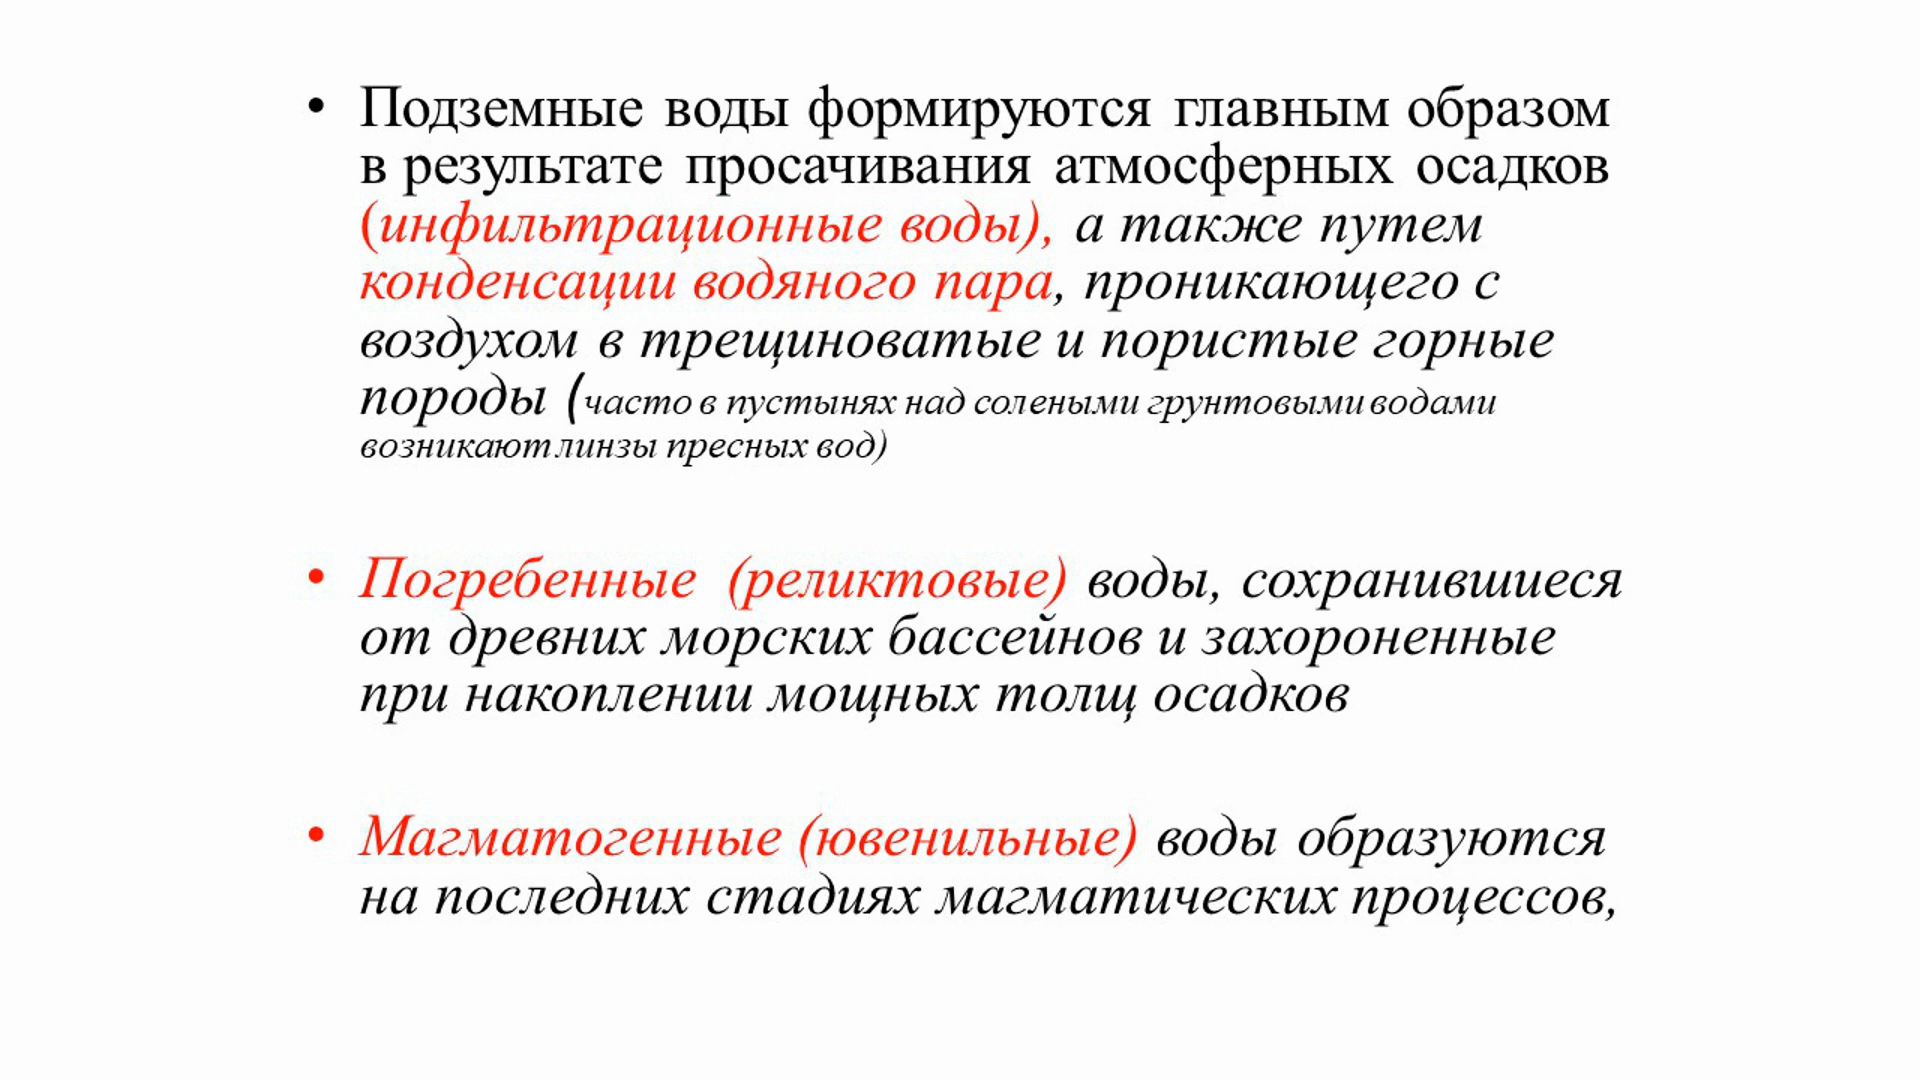 • Подземные воды формируются главным образом
в результате просачивания атмосферных осадков
(инфильтрационные воды), а также путем
конденсации водяного пара, проникающего с
воздухом в трещиноватые и пористые горные
породы (часто в пустынях над солеными грунтовыми водами
возникают линзы пресных вод)
• Погребенные (реликтовые) воды, сохранившиеся
от древних морских бассейнов и захороненные
при накоплении мощных толщ осадков
• Магматогенные (ювенильные) воды образуются
на последних стадиях магматических процессов,